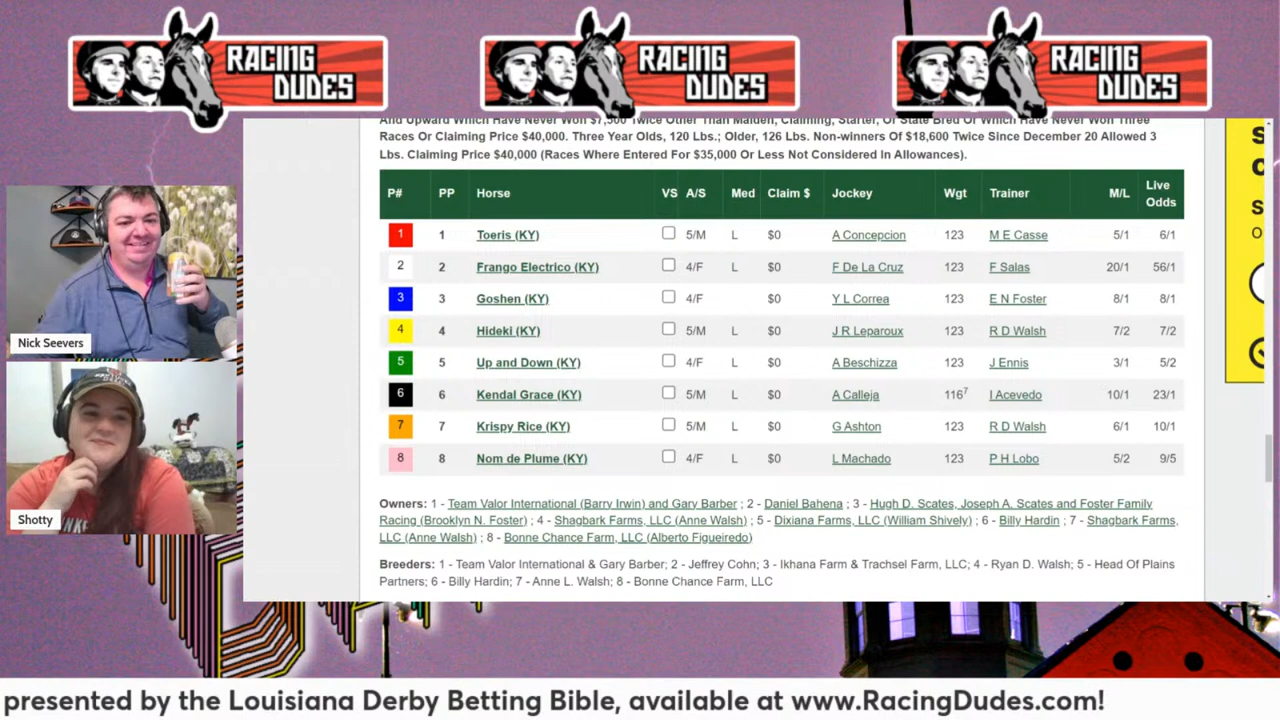 RACING
DUDES
RACING
DUDES
RACING
DUDES
And Upward Which Have Never Won $7,500 Twice Other Than Maiden, Claiming, Starter, Or State Bred Or Which Have Never Won Three
Races Or Claiming Price $40,000. Three Year Olds, 120 Lbs.; Older, 126 Lbs. Non-winners Of $18,600 Twice Since December 20 Allowed 3
Lbs. Claiming Price $40,000 (Races Where Entered For $35,000 Or Less Not Considered In Allowances).
P# PP Horse VS A/S Med Claim $ Jockey Wgt Trainer M/L Live Odds
1 1 Toeris (KY) 5/M L $0 A Concepcion 123 M E Casse 5/1 6/1
2 2 Frango Electrico (KY) 4/F L $0 F De La Cruz 123 F Salas 20/1 56/1
3 3 Goshen (KY) 4/F L $0 Y L Correa 123 E N Foster 8/1 8/1
4 4 Hideki (KY) 5/M L $0 J R Leparoux 123 R D Walsh 7/2 7/2
5 5 Up and Down (KY) 4/F L $0 A Beschizza 123 J Ennis 3/1 5/2
6 6 Kendal Grace (KY) 5/M L $0 A Calleja 116⁷ I Acevedo 10/1 23/1
7 7 Krispy Rice (KY) 5/M L $0 G Ashton 123 R D Walsh 6/1 10/1
8 8 Nom de Plume (KY) 4/F L $0 L Machado 123 P H Lobo 5/2 9/5
Owners: 1 - Team Valor International (Barry Irwin) and Gary Barber ; 2 - Daniel Bahena ; 3 - Hugh D. Scates, Joseph A. Scates and Foster Family
Racing (Brooklyn N. Foster) ; 4 - Shagbark Farms, LLC (Anne Walsh) ; 5 - Dixiana Farms, LLC (William Shively) ; 6 - Billy Hardin ; 7 - Shagbark Farms,
LLC (Anne Walsh) ; 8 - Bonne Chance Farm, LLC (Alberto Figueiredo)
Breeders: 1 - Team Valor International & Gary Barber; 2 - Jeffrey Cohn; 3 - Ikhana Farm & Trachsel Farm, LLC; 4 - Ryan D. Walsh; 5 - Head Of Plains
Partners; 6 - Billy Hardin; 7 - Anne L. Walsh; 8 - Bonne Chance Farm, LLC
Nick Seevers
Shotty
presented by the Louisiana Derby Betting Bible, available at www.RacingDudes.com!